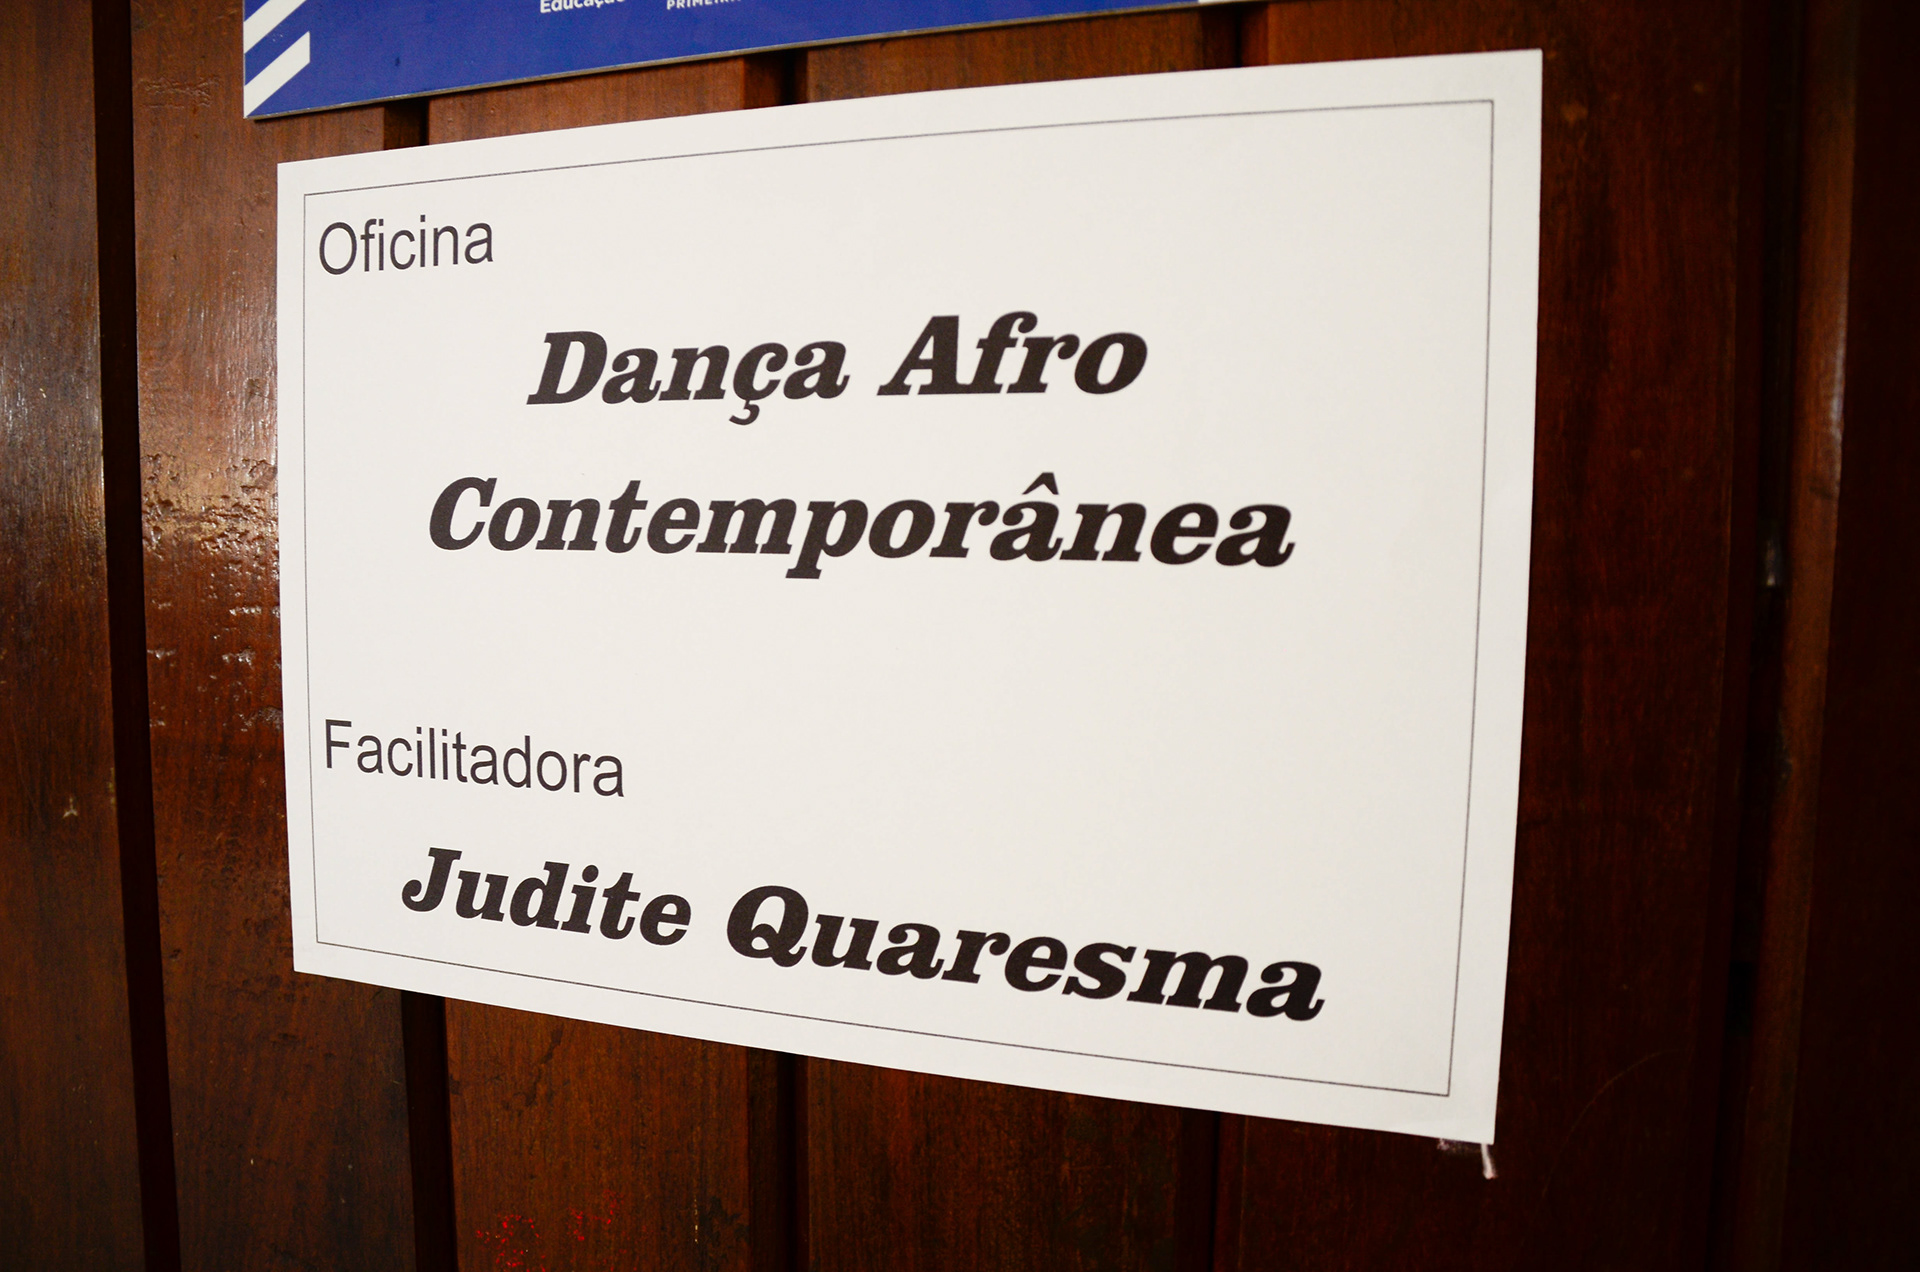 Oficina
Dança Afro
Contemporânea
Facilitadora
Judite Quaresma